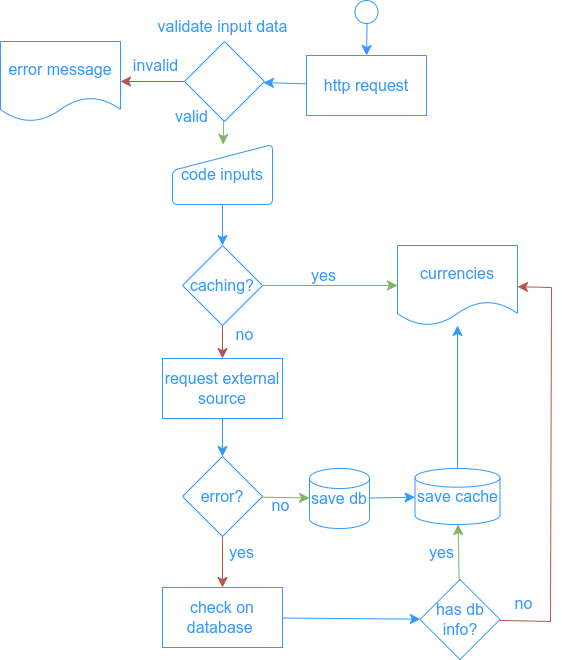 validate input data
error message
invalid
http request
valid
code inputs
caching?
yes
currencies
no
request external
source
error?
no
save db
save cache
yes
yes
check on
database
has db
info?
no